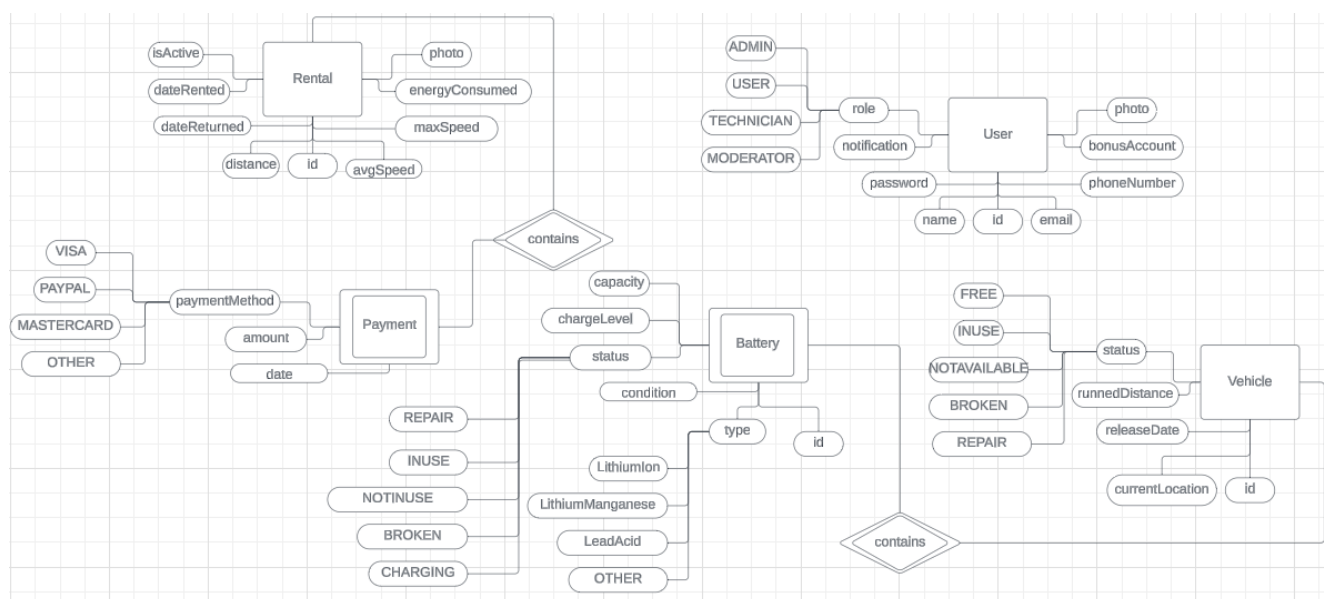 isActive
Rental
photo
dateRented
energyConsumed
dateReturned
maxSpeed
distance
id
avgSpeed
ADMIN
USER
role
TECHNICIAN
User
photo
notification
bonusAccount
MODERATOR
password
phoneNumber
name
id
email
contains
VISA
PAYPAL
paymentMethod
MASTERCARD
Payment
amount
OTHER
date
capacity
chargeLevel
Battery
status
condition
REPAIR
type
id
INUSE
LithiumIon
NOTINUSE
LithiumManganese
BROKEN
LeadAcid
CHARGING
OTHER
FREE
INUSE
status
NOTAVAILABLE
Vehicle
runnedDistance
BROKEN
releaseDate
REPAIR
currentLocation
id
contains